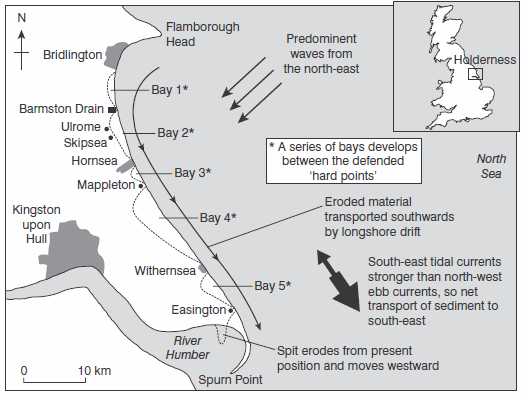 N
Flamborough
Head
Bridlington
Predominent
waves from
the north-east
Holderness
Bay 1*
Barmston Drain
Ulrome
Skipsea
Bay 2*
* A series of bays develops
between the defended
‘hard points’
North
Sea
Hornsea
Bay 3*
Mappleton
Kingston
upon
Hull
Bay 4*
Eroded material
transported southwards
by longshore drift
South-east tidal currents
stronger than north-west
ebb currents, so net
transport of sediment to
south-east
Withernsea
Bay 5*
Easington
River
Humber
Spit erodes from present
position and moves westward
0
10 km
Spurn Point